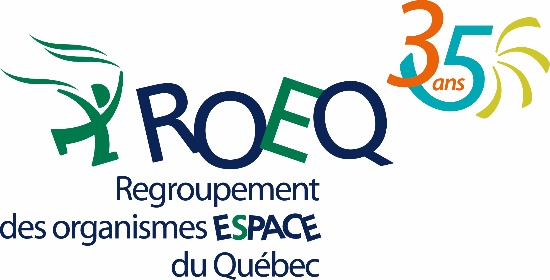 35
ans
ROEQ
Regroupement
des organismes ESPACE
du Québec